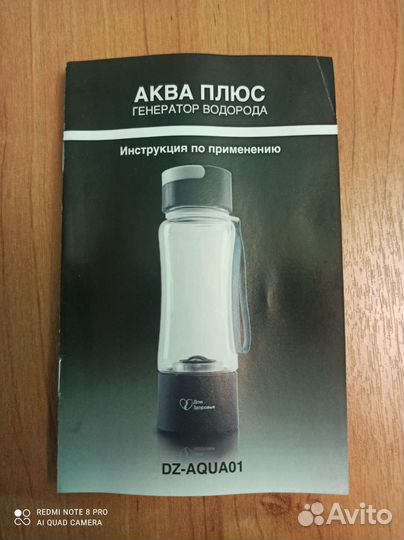 АКВА ПЛЮС
ГЕНЕРАТОР ВОДОРОДА
Инструкция по применению
Дом
Здоровья
DZ-AQUA01
REDMI NOTE 8 PRO
AI QUAD CAMERA
Avito